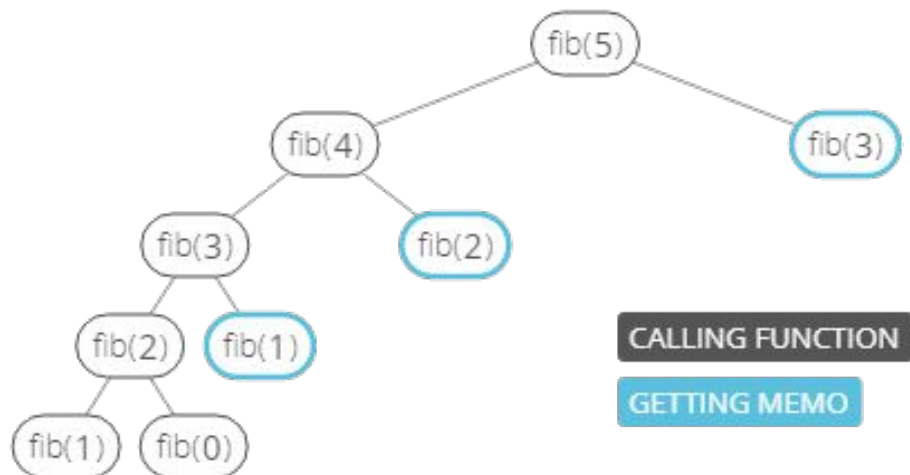 fib(5)
fib(4)
fib(3)
fib(3)
fib(2)
fib(2)
fib(1)
CALLING FUNCTION
GETTING MEMO
fib(1)
fib(0)